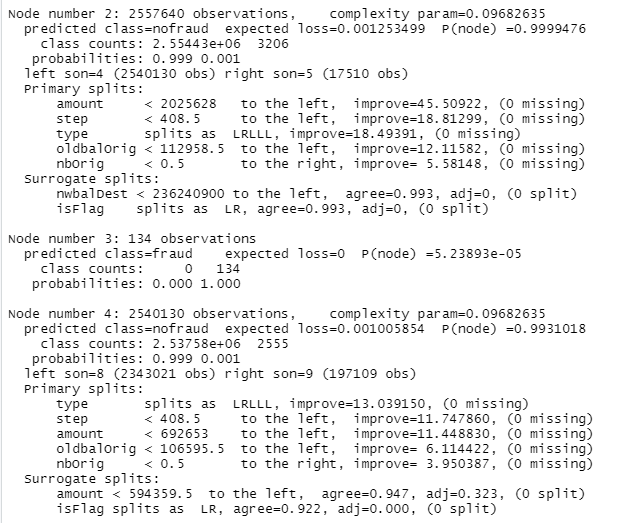 Node number 2: 2557640 observations,    complexity param=0.09682635
  predicted class=nofraud  expected loss=0.001253499  P(node) =0.9999476
    class counts: 2.55443e+06  3206
   probabilities: 0.999 0.001
  left son=4 (2540130 obs) right son=5 (17510 obs)
  Primary splits:
      amount     < 2025628   to the left,  improve=45.50922, (0 missing)
      step       < 408.5     to the left,  improve=18.81299, (0 missing)
      type       splits as  LRLLL, improve=18.49391, (0 missing)
      oldbalOrig < 112958.5  to the left,  improve=12.11582, (0 missing)
      nbOrig     < 0.5       to the right, improve= 5.58148, (0 missing)
  Surrogate splits:
      nwbalDest < 236240900 to the left,  agree=0.993, adj=0, (0 split)
      isFlag    splits as  LR, agree=0.993, adj=0, (0 split)
Node number 3: 134 observations
  predicted class=fraud    expected loss=0  P(node) =5.23893e-05
    class counts:     0   134
   probabilities: 0.000 1.000
Node number 4: 2540130 observations,    complexity param=0.09682635
  predicted class=nofraud  expected loss=0.001005854  P(node) =0.9931018
    class counts: 2.53758e+06  2555
   probabilities: 0.999 0.001
  left son=8 (2343021 obs) right son=9 (197109 obs)
  Primary splits:
      type       splits as  LRLLL, improve=13.039150, (0 missing)
      step       < 408.5     to the left,  improve=11.747860, (0 missing)
      amount     < 692653    to the left,  improve=11.448830, (0 missing)
      oldbalOrig < 106595.5  to the left,  improve= 6.114422, (0 missing)
      nbOrig     < 0.5       to the right, improve= 3.950387, (0 missing)
  Surrogate splits:
      amount < 594359.5  to the left,  agree=0.947, adj=0.323, (0 split)
      isFlag splits as  LR, agree=0.922, adj=0.000, (0 split)